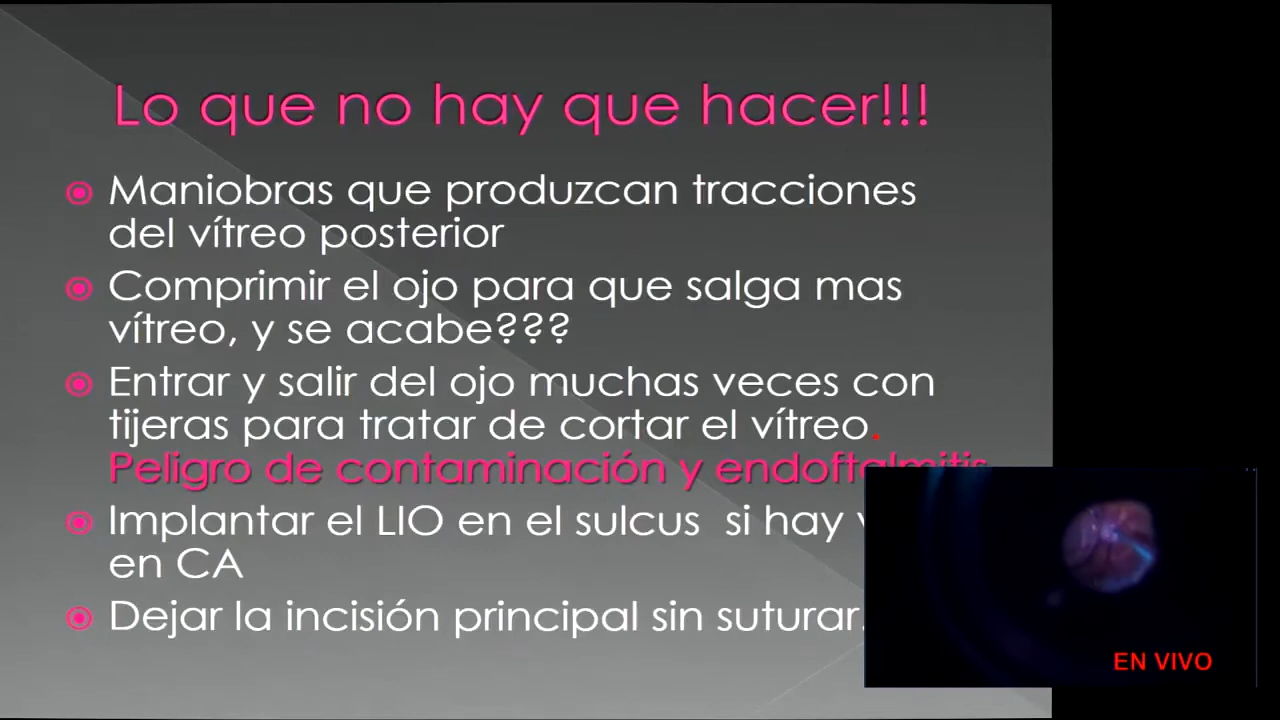 Lo que no hay que hacer!!!
Maniobras que produzcan tracciones
del vítreo posterior
Comprimir el ojo para que salga mas
vítreo, y se acabe???
Entrar y salir del ojo muchas veces con
tijeras para tratar de cortar el vítreo.
Peligro de contaminación y endoftalmitis
Implantar el LIO en el sulcus si hay
en CA
Dejar la incisión principal sin suturar.
EN VIVO